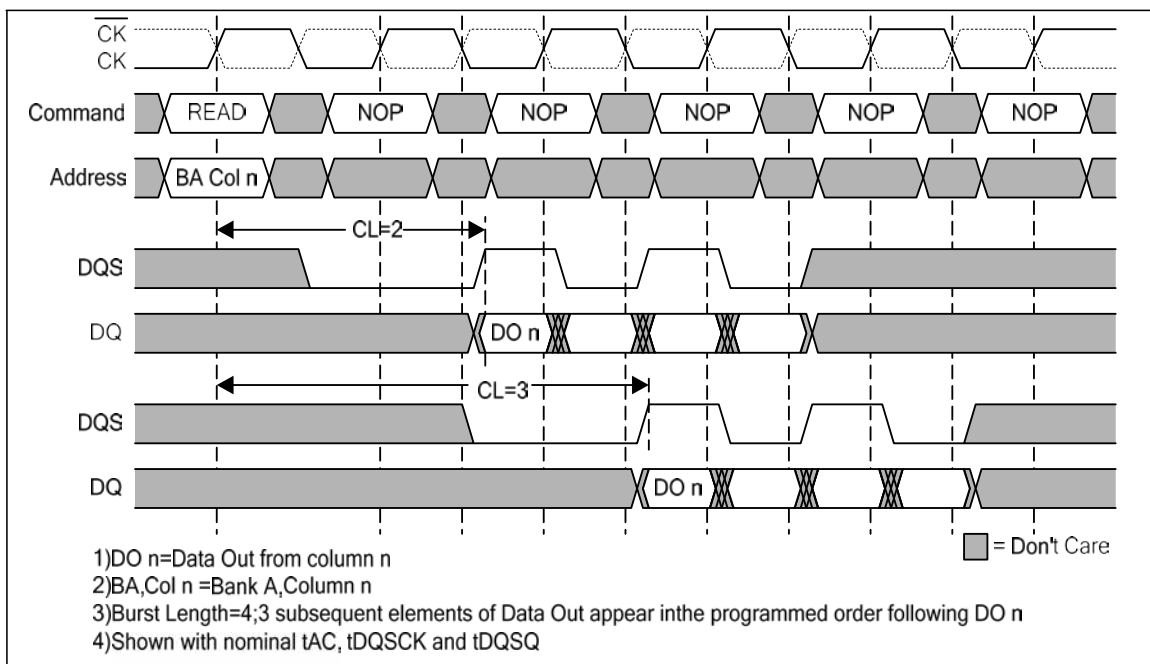 CK
CK
Command READ NOP NOP NOP NOP NOP
Address BA Col n
CL=2
DQS
DQ DO n
CL=3
DQS
DQ DO n
1)DO n=Data Out from column n
= Don't Care
2)BA,Col n =Bank A,Column n
3)Burst Length=4;3 subsequent elements of Data Out appear inthe programmed order following DO n
4)Shown with nominal tAC, tDQSCK and tDQSQ